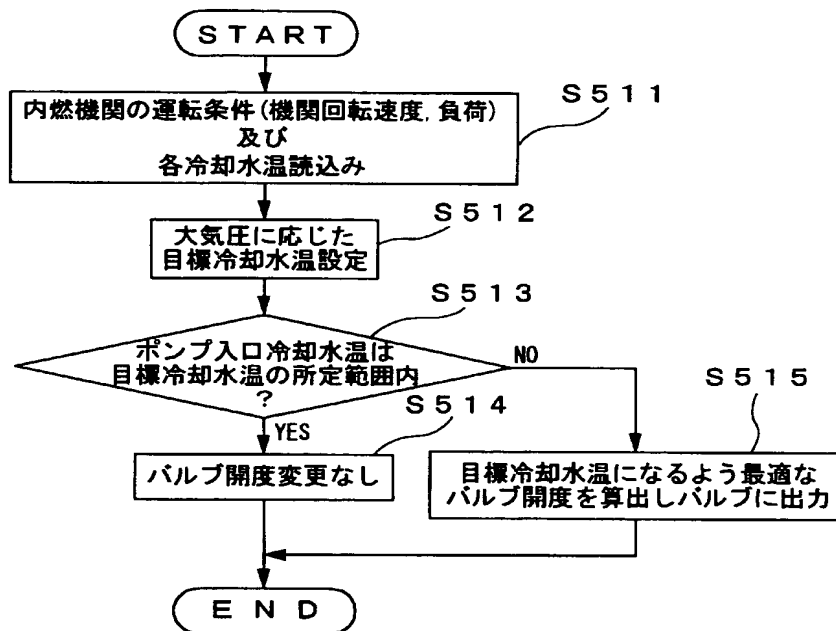 START
S511
内燃機関の運転条件(機関回転速度,負荷)
及び
各冷却水温読込み
S512
大気圧に応じた
目標冷却水温設定
S513
ポンプ入口冷却水温は
目標冷却水温の所定範囲内
?
NO
YES
S514
バルブ開度変更なし
S515
目標冷却水温になるよう最適な
バルブ開度を算出しバルブに出力
END